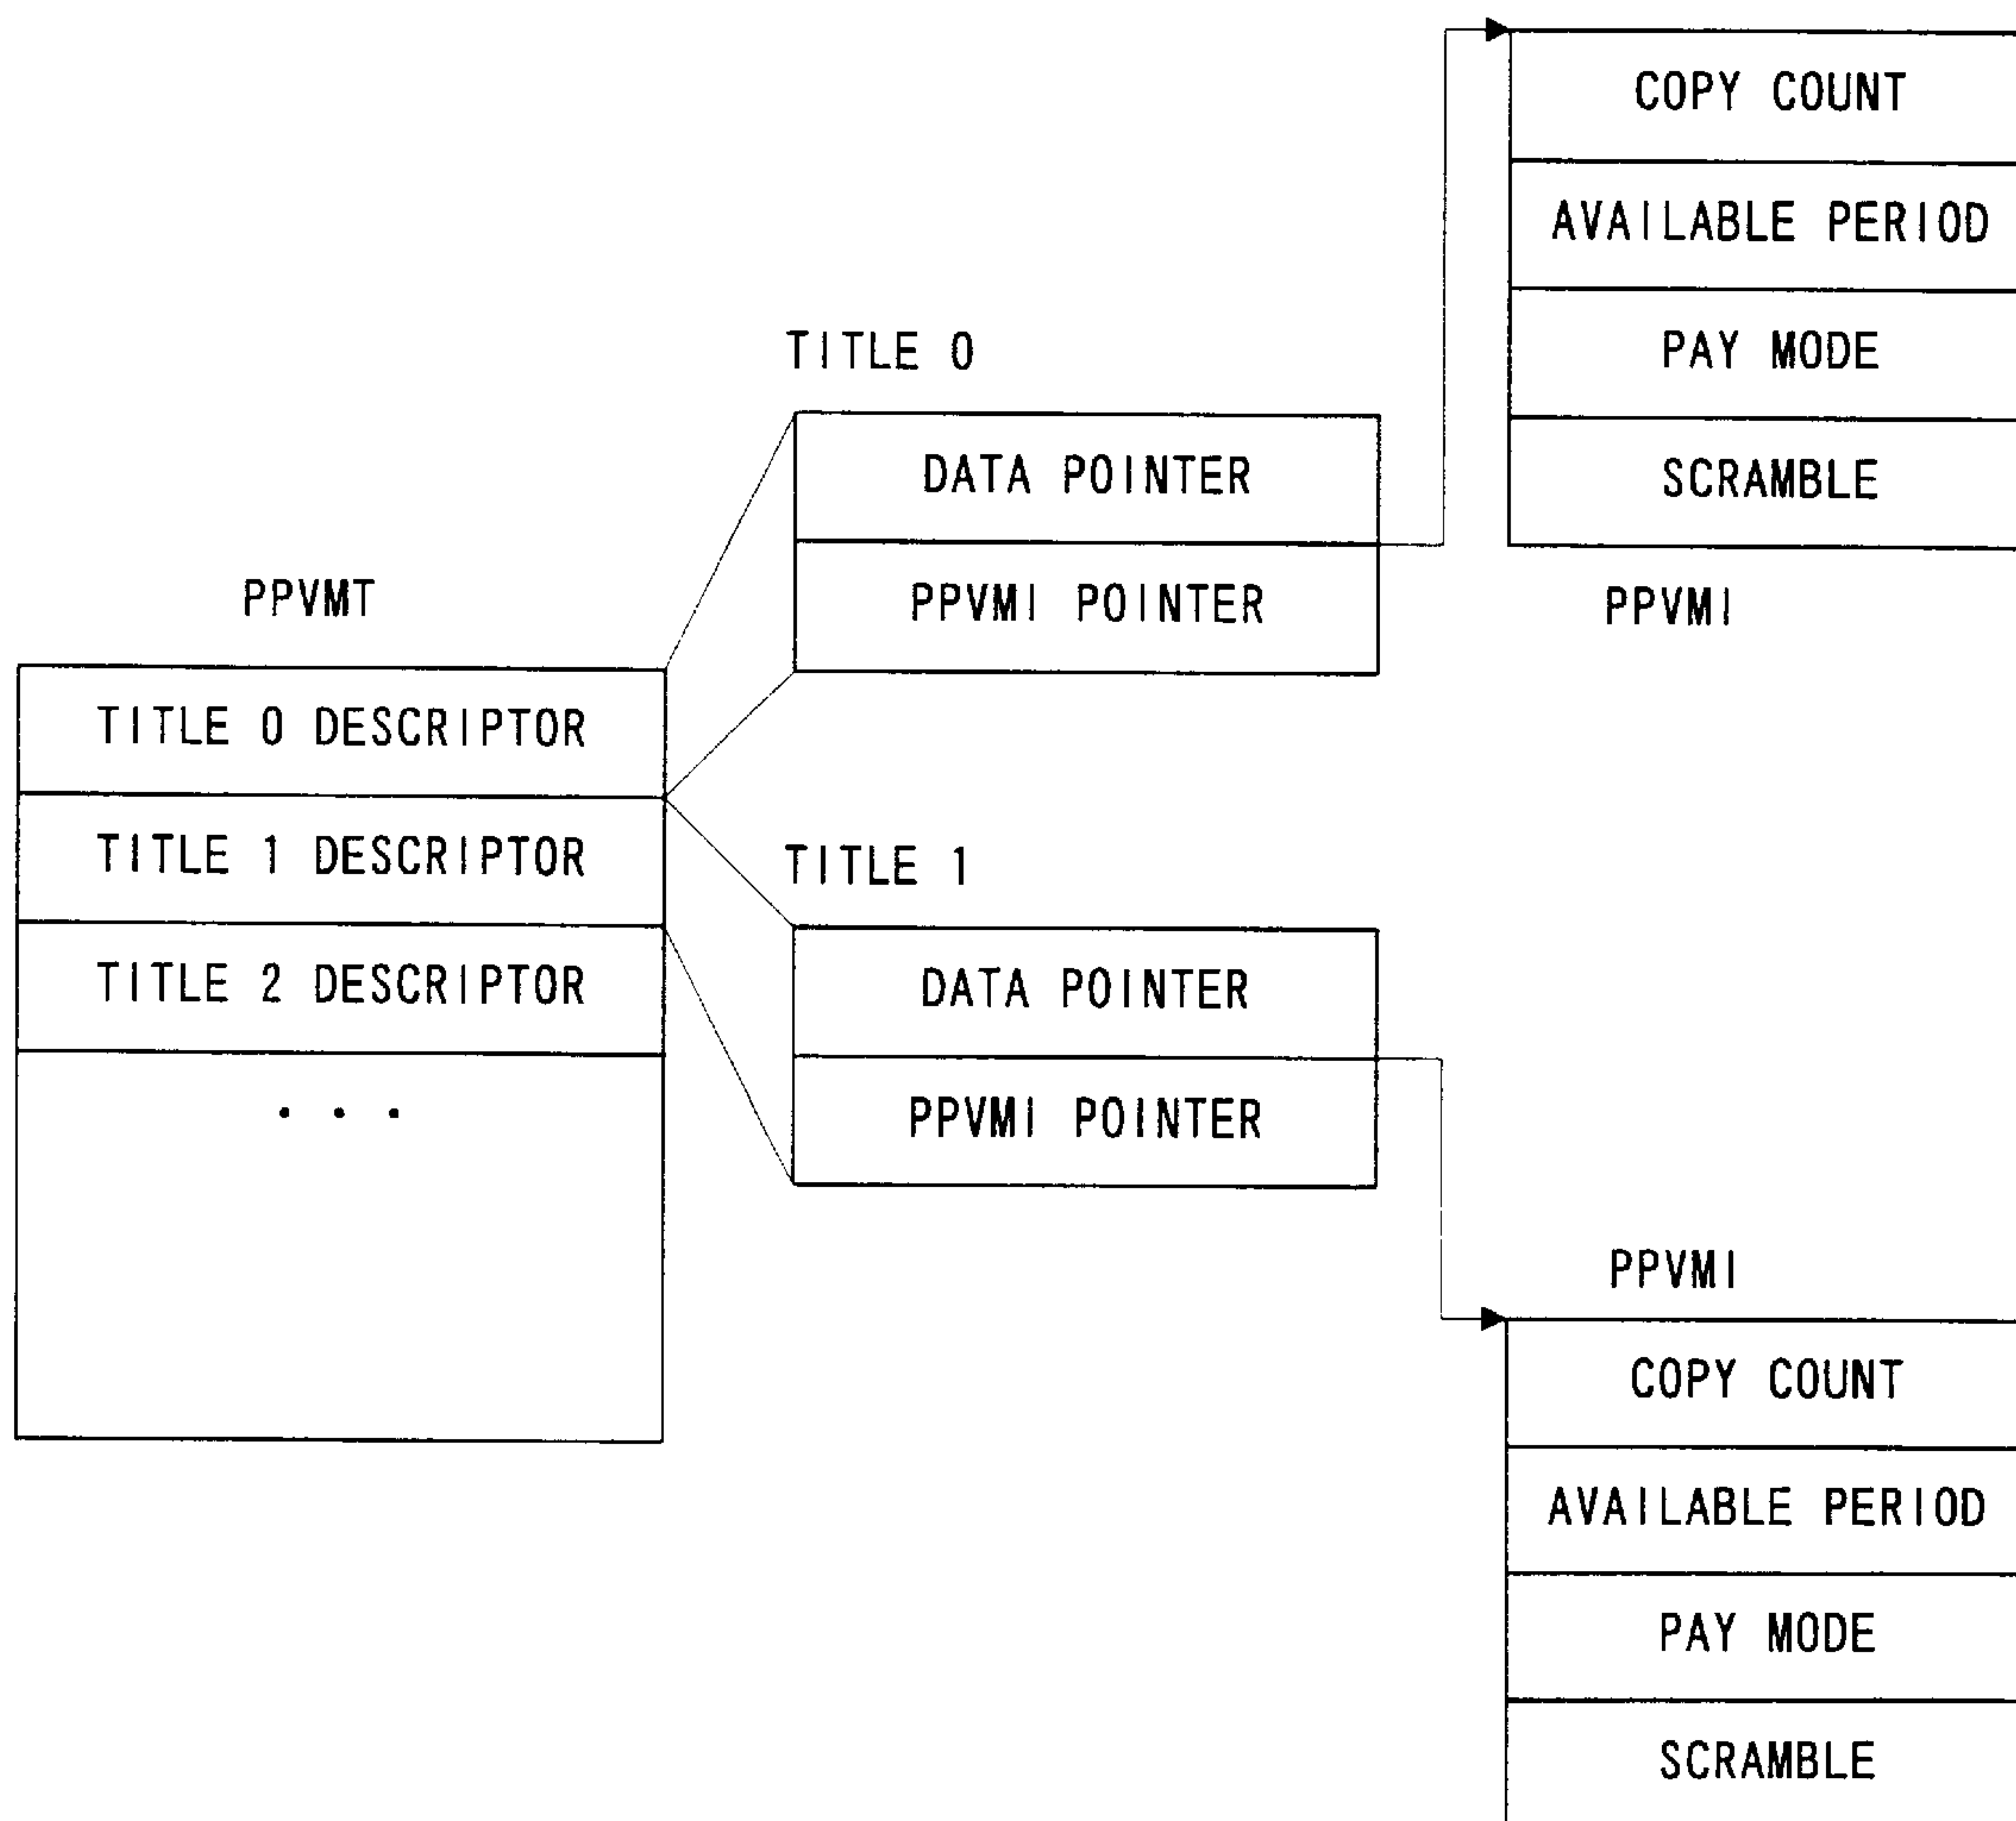 PPVMT
TITLE 0 DESCRIPTOR
TITLE 1 DESCRIPTOR
TITLE 2 DESCRIPTOR
. . .
TITLE 0
DATA POINTER
PPVMI POINTER
TITLE 1
DATA POINTER
PPVMI POINTER
COPY COUNT
AVAILABLE PERIOD
PAY MODE
SCRAMBLE
PPVMI
PPVMI
COPY COUNT
AVAILABLE PERIOD
PAY MODE
SCRAMBLE